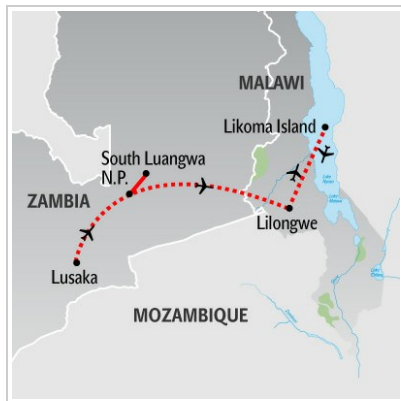 MALAWI
Likoma Island
South Luangwa
N.P.
ZAMBIA
Lilongwe
Lusaka
MOZAMBIQUE